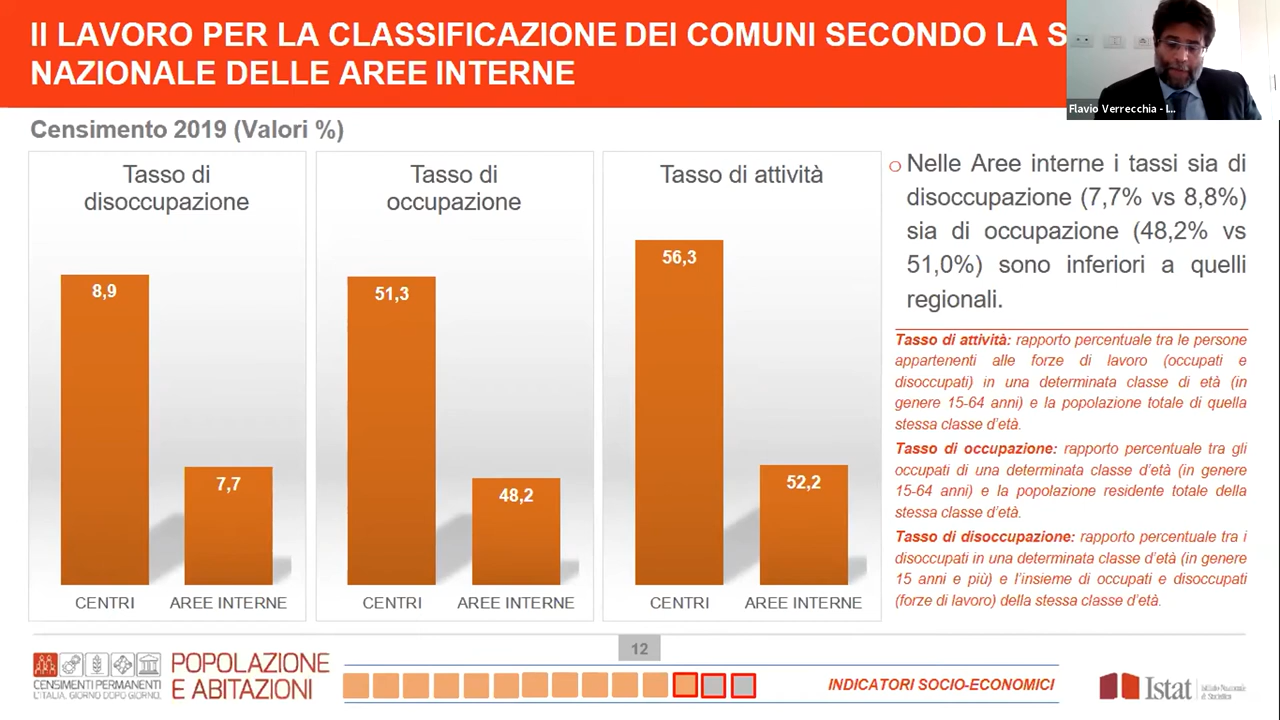 II LAVORO PER LA CLASSIFICAZIONE DEI COMUNI SECONDO LA S
NAZIONALE DELLE AREE INTERNE
Flavio Verrecchia - I...
Censimento 2019 (Valori %)
Tasso di
disoccupazione
8,9
7,7
CENTRI
AREE INTERNE
Tasso di
occupazione
51,3
48,2
CENTRI
AREE INTERNE
Tasso di attività
56,3
52,2
CENTRI
AREE INTERNE
Nelle Aree interne i tassi sia di
disoccupazione (7,7% vs 8,8%)
sia di occupazione (48,2% vs
51,0%) sono inferiori a quelli
regionali.
Tasso di attività: rapporto percentuale tra le persone
appartenenti alle forze di lavoro (occupati e
disoccupati) in una determinata classe di età (in
genere 15-64 anni) e la popolazione totale di quella
stessa classe d'età.
Tasso di occupazione: rapporto percentuale tra gli
occupati di una determinata classe d'età (in genere
15-64 anni) e la popolazione residente totale della
stessa classe d'età.
Tasso di disoccupazione: rapporto percentuale tra i
disoccupati in una determinata classe d'età (in genere
15 anni e più) e l'insieme di occupati e disoccupati
(forze di lavoro) della stessa classe d'età.
12
CENSIMENTI PERMANENTI
L'ITALIA, GIORNO DOPO GIORNO.
POPOLAZIONE
E ABITAZIONI
INDICATORI SOCIO-ECONOMICI
Istat
Istituto Nazionale
di Statistica